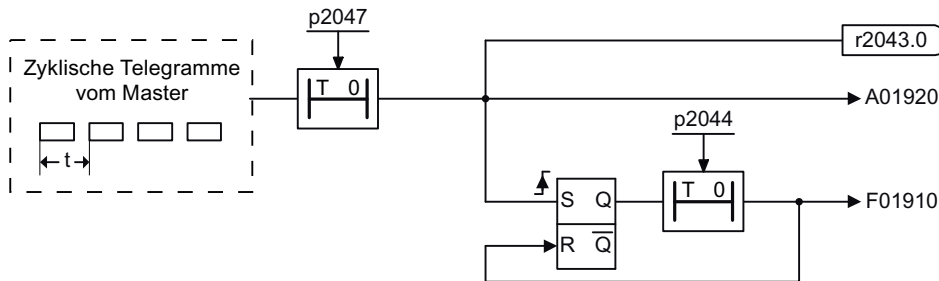 p2047
r2043.0
Zyklische Telegramme
vom Master
T 0
A01920
p2044
t
T 0
S Q
F01910
R Q̅